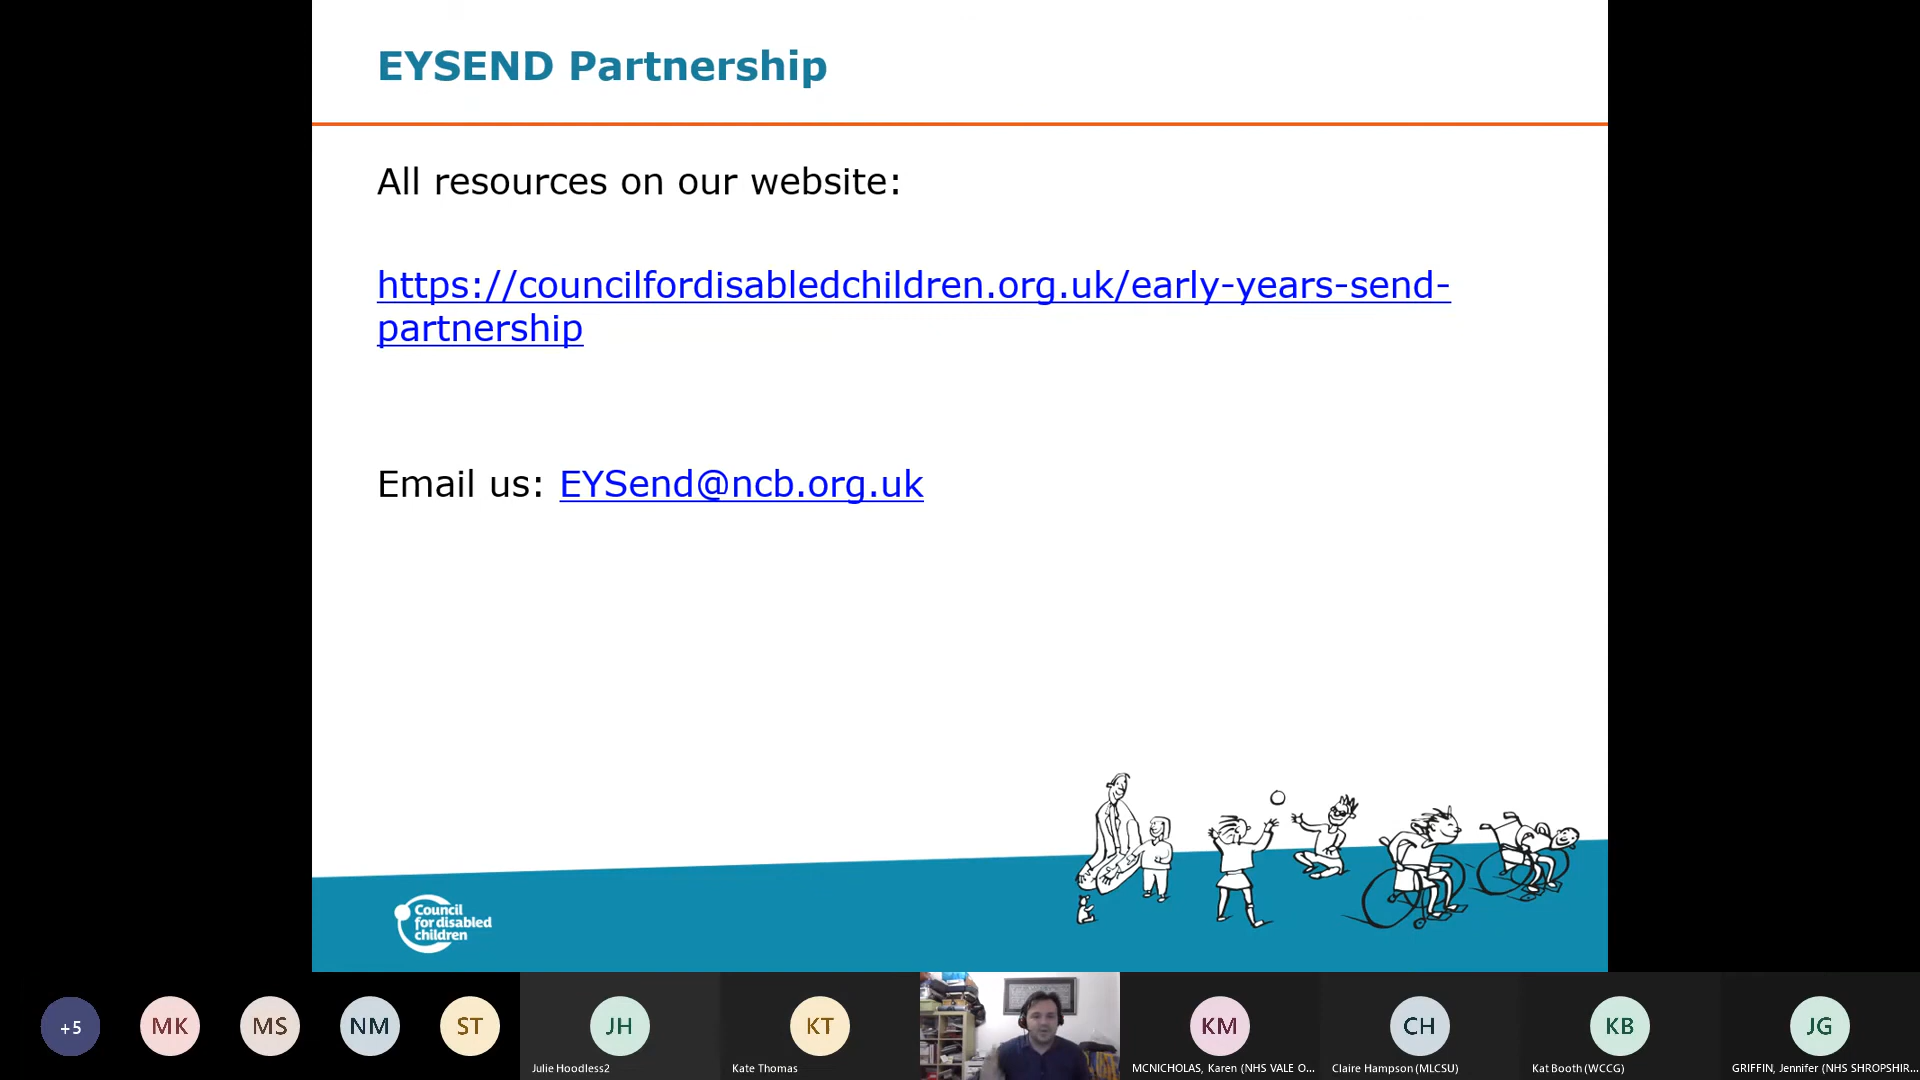 EYSEND Partnership
All resources on our website:
https://councilfordisabledchildren.org.uk/early-years-send-
partnership
Email us: EYSend@ncb.org.uk
Council
for disabled
children
+5
MK
MS
NM
ST
JH
KT
KM
CH
KB
JG
Julie Hoodless2
Kate Thomas
MCNICHOLAS, Karen (NHS VALE O...
Claire Hampson (MLCSU)
Kat Booth (WCCG)
GRIFFIN, Jennifer (NHS SHROPSHIR...